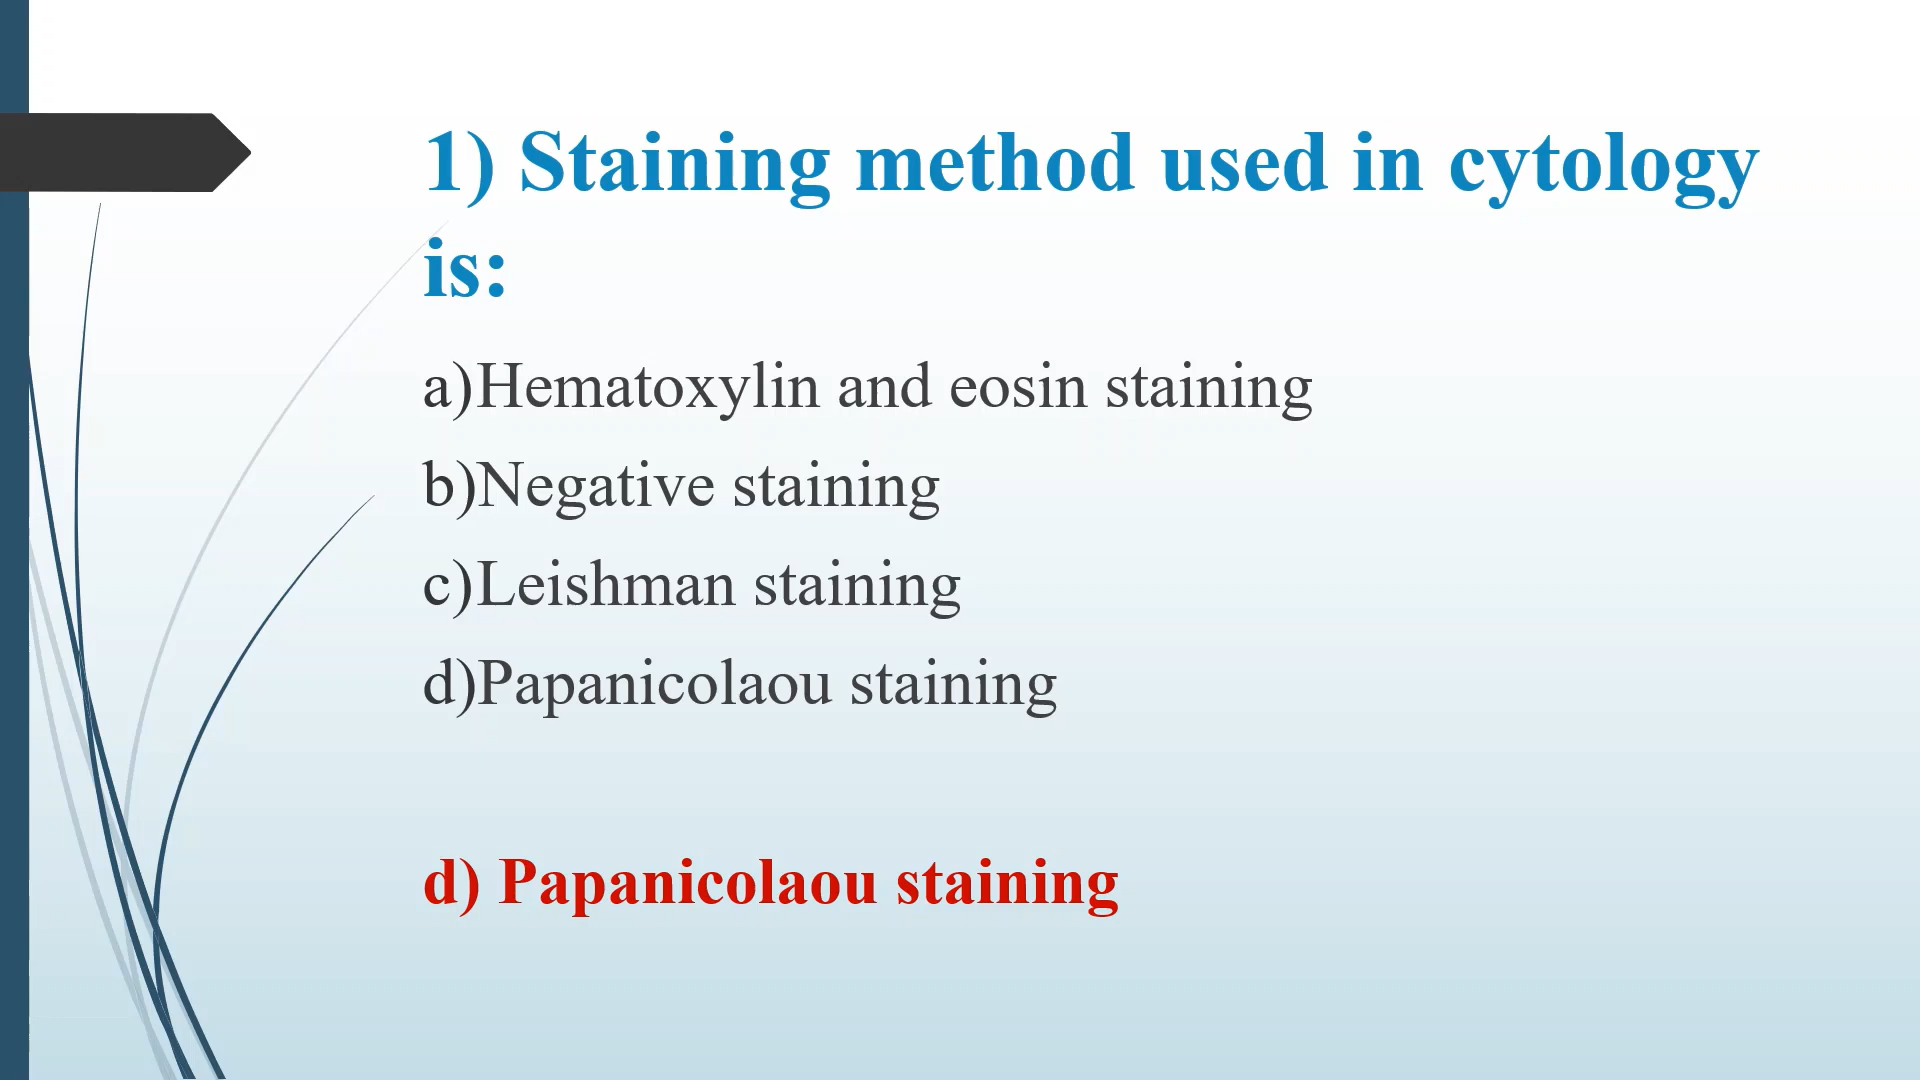 1) Staining method used in cytology
is:
a)Hematoxylin and eosin staining
b)Negative staining
c)Leishman staining
d)Papanicolaou staining
d) Papanicolaou staining